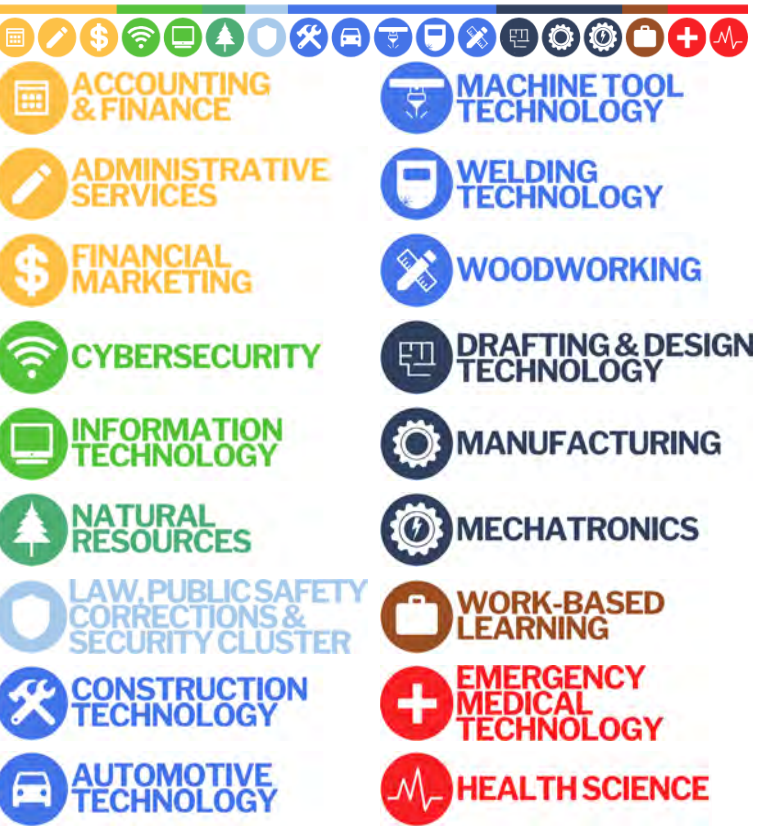 ACCOUNTING
& FINANCE
ADMINISTRATIVE
SERVICES
FINANCIAL
MARKETING
CYBERSECURITY
INFORMATION
TECHNOLOGY
NATURAL
RESOURCES
LAW, PUBLIC SAFETY
CORRECTIONS &
SECURITY CLUSTER
CONSTRUCTION
TECHNOLOGY
AUTOMOTIVE
TECHNOLOGY
MACHINE TOOL
TECHNOLOGY
WELDING
TECHNOLOGY
WOODWORKING
DRAFTING & DESIGN
TECHNOLOGY
MANUFACTURING
MECHATRONICS
WORK-BASED
LEARNING
EMERGENCY
MEDICAL
TECHNOLOGY
HEALTH SCIENCE